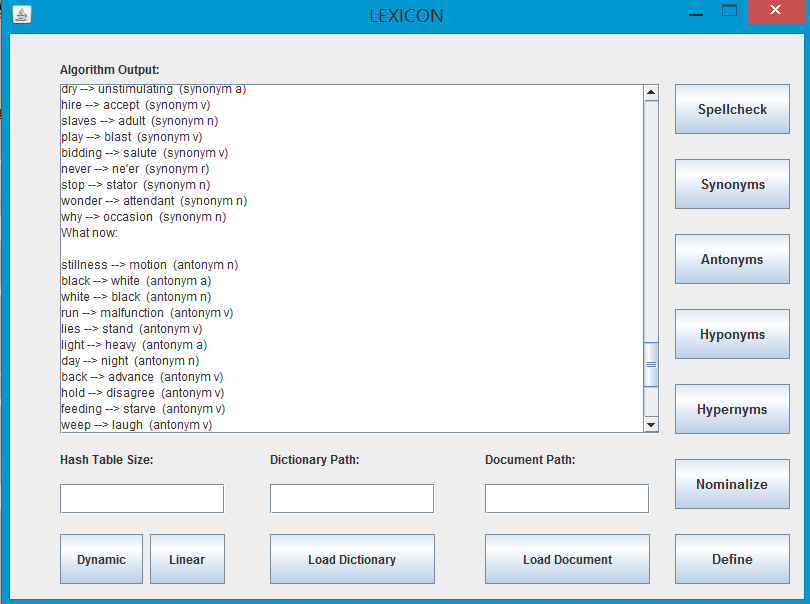 LEXICON
Algorithm Output:
dry --> unstimulating (synonym a)
hire --> accept (synonym v)
slaves --> adult (synonym n)
play --> blast (synonym v)
bidding --> salute (synonym v)
never --> ne'er (synonym r)
stop --> stator (synonym n)
wonder --> attendant (synonym n)
why --> occasion (synonym n)
What now:
stillness --> motion (antonym n)
black --> white (antonym a)
white --> black (antonym n)
run --> malfunction (antonym v)
lies --> stand (antonym v)
light --> heavy (antonym a)
day --> night (antonym n)
back --> advance (antonym v)
hold --> disagree (antonym v)
feeding --> starve (antonym v)
weep --> laugh (antonym v)
Spellcheck
Synonyms
Antonyms
Hyponyms
Hypernyms
Nominalize
Define
Hash Table Size:
Dictionary Path:
Document Path:
Dynamic
Linear
Load Dictionary
Load Document